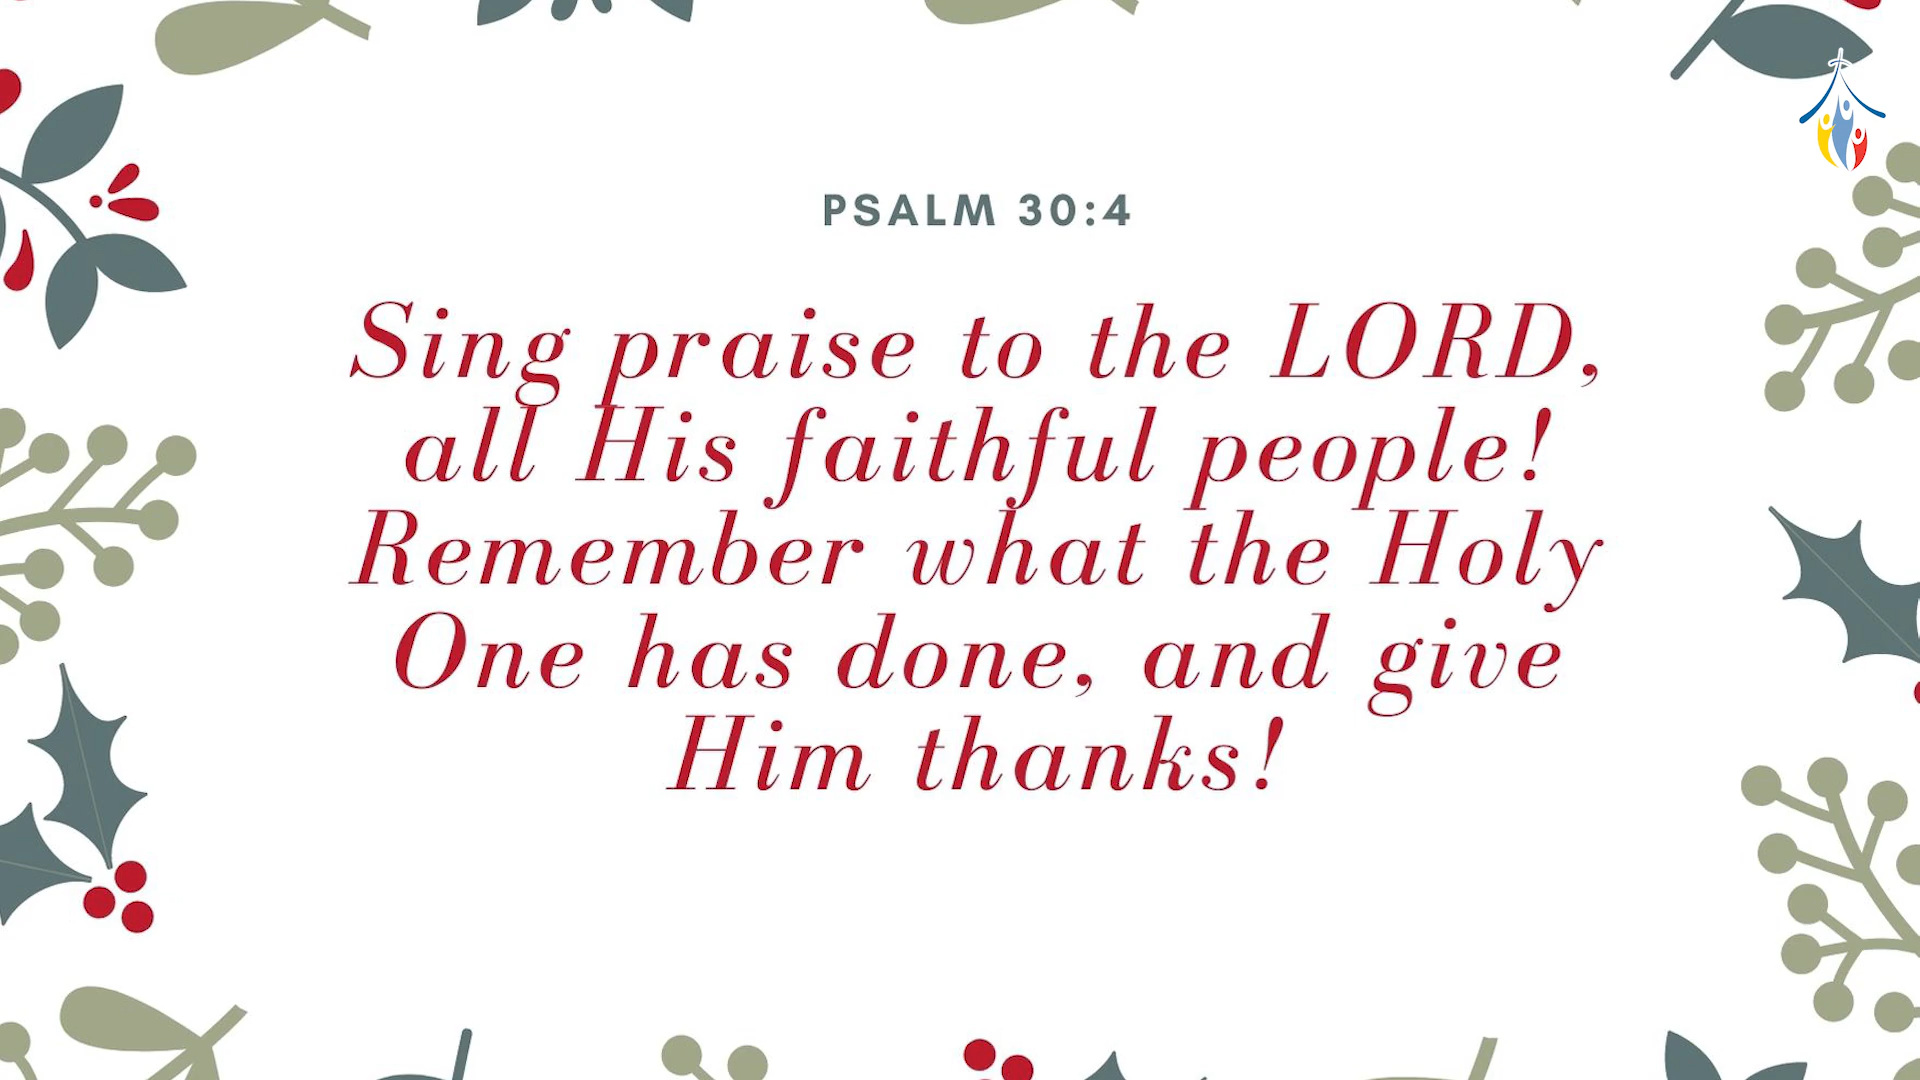 PSALM 30:4
Sing praise to the LORD,
all His faithful people!
Remember what the Holy
One has done, and give
Him thanks!